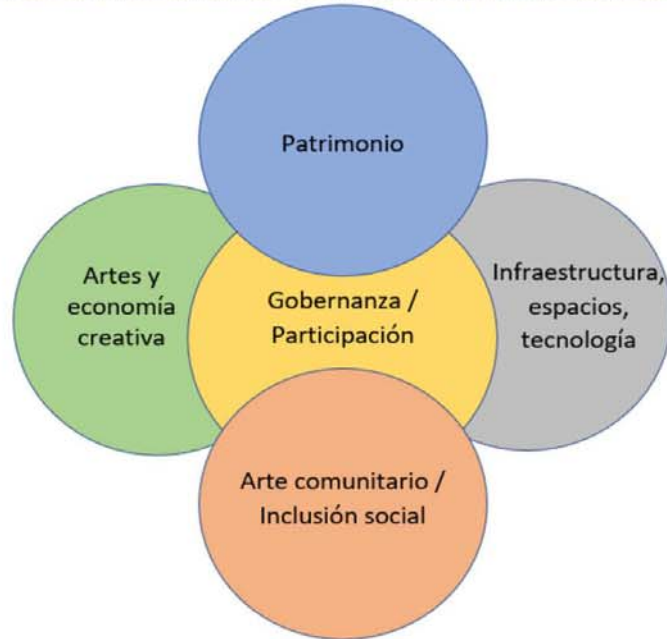 Patrimonio
Artes y
economía
creativa
Gobernanza /
Participación
Infraestructura,
espacios,
tecnología
Arte comunitario /
Inclusión social